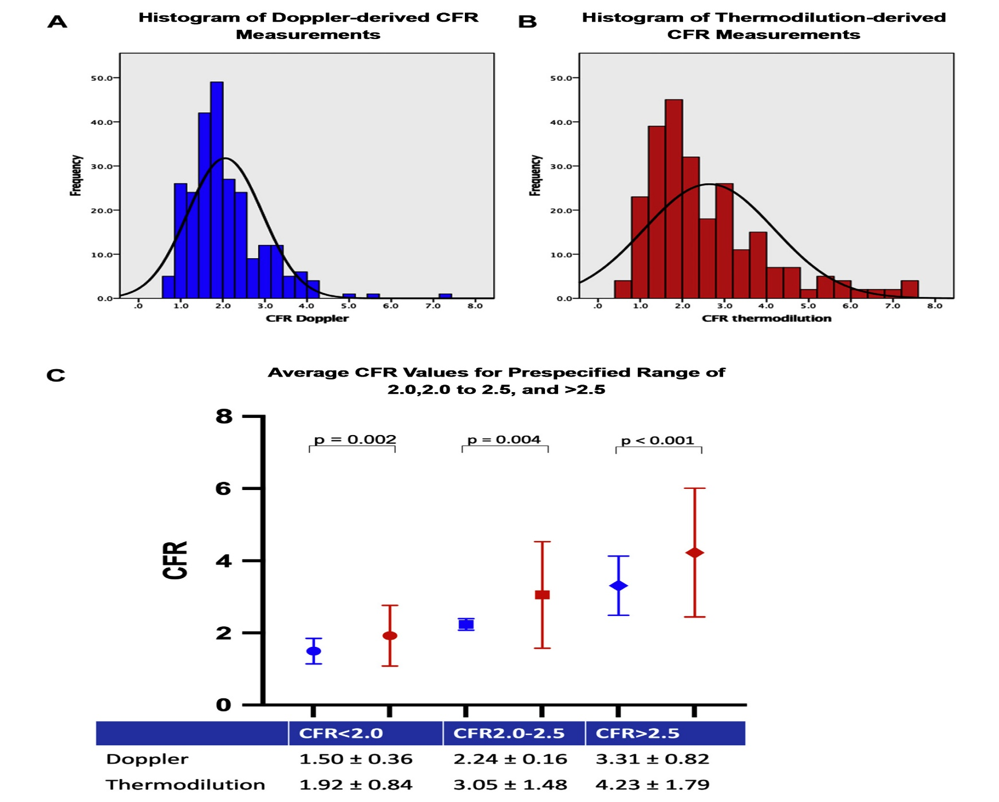 A
Histogram of Doppler-derived CFR
Measurements
50.0
40.0
30.0
20.0
10.0
0.0
Frequency
.0 1.0 2.0 3.0 4.0 5.0 6.0 7.0 8.0
CFR Doppler
B
Histogram of Thermodilution-derived
CFR Measurements
50.0
40.0
30.0
20.0
10.0
0.0
Frequency
.0 1.0 2.0 3.0 4.0 5.0 6.0 7.0 8.0
CFR thermodilution
C
Average CFR Values for Prespecified Range of
2.0,2.0 to 2.5, and >2.5
8
6
4
2
0
CFR
p = 0.002 p = 0.004 p < 0.001
CFR<2.0 CFR2.0-2.5 CFR>2.5
Doppler 1.50 ± 0.36 2.24 ± 0.16 3.31 ± 0.82
Thermodilution 1.92 ± 0.84 3.05 ± 1.48 4.23 ± 1.79